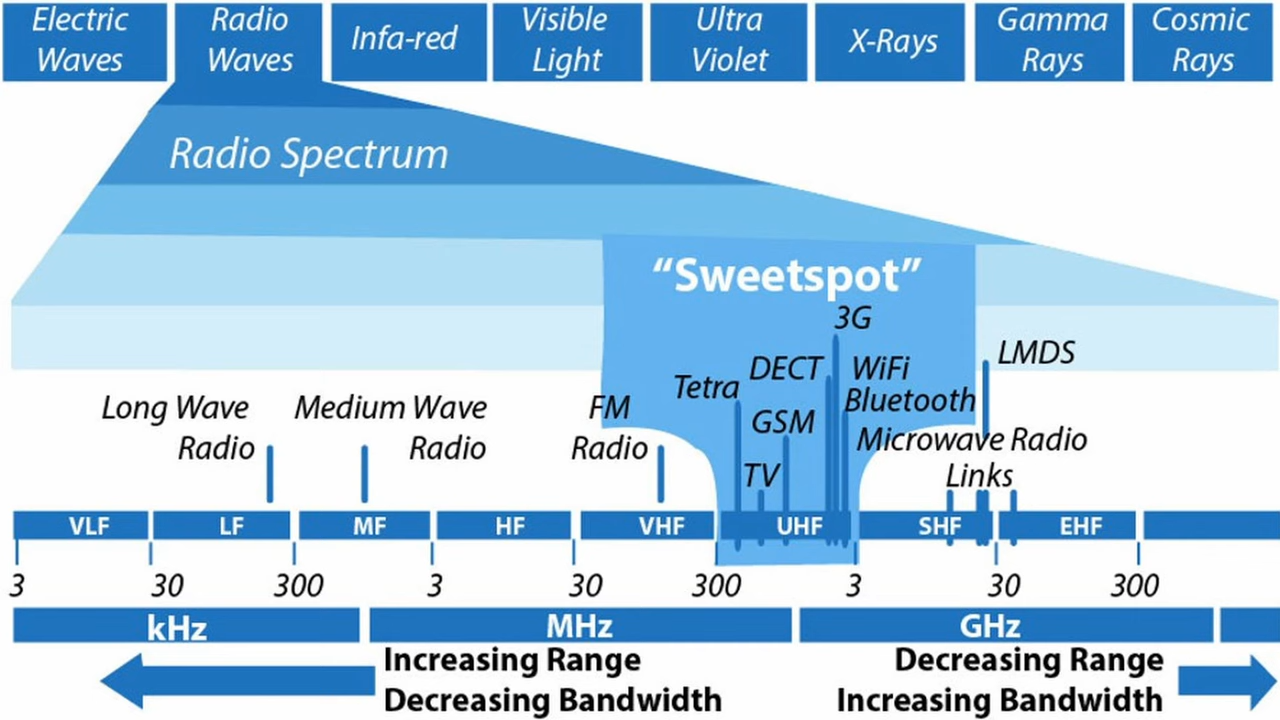 Electric
Waves
Radio
Waves
Infa-red
Visible
Light
Ultra
Violet
X-Rays
Gamma
Rays
Cosmic
Rays
Radio Spectrum
“Sweetspot”
3G
LMDS
DECT
WiFi
Tetra
Bluetooth
Long Wave
Radio
Medium Wave
Radio
FM
Radio
GSM
Microwave Radio
Links
TV
VLF
LF
MF
HF
VHF
UHF
SHF
EHF
3 30 300 3 30 300 3 30 300
kHz
MHz
GHz
Increasing Range
Decreasing Bandwidth
Decreasing Range
Increasing Bandwidth